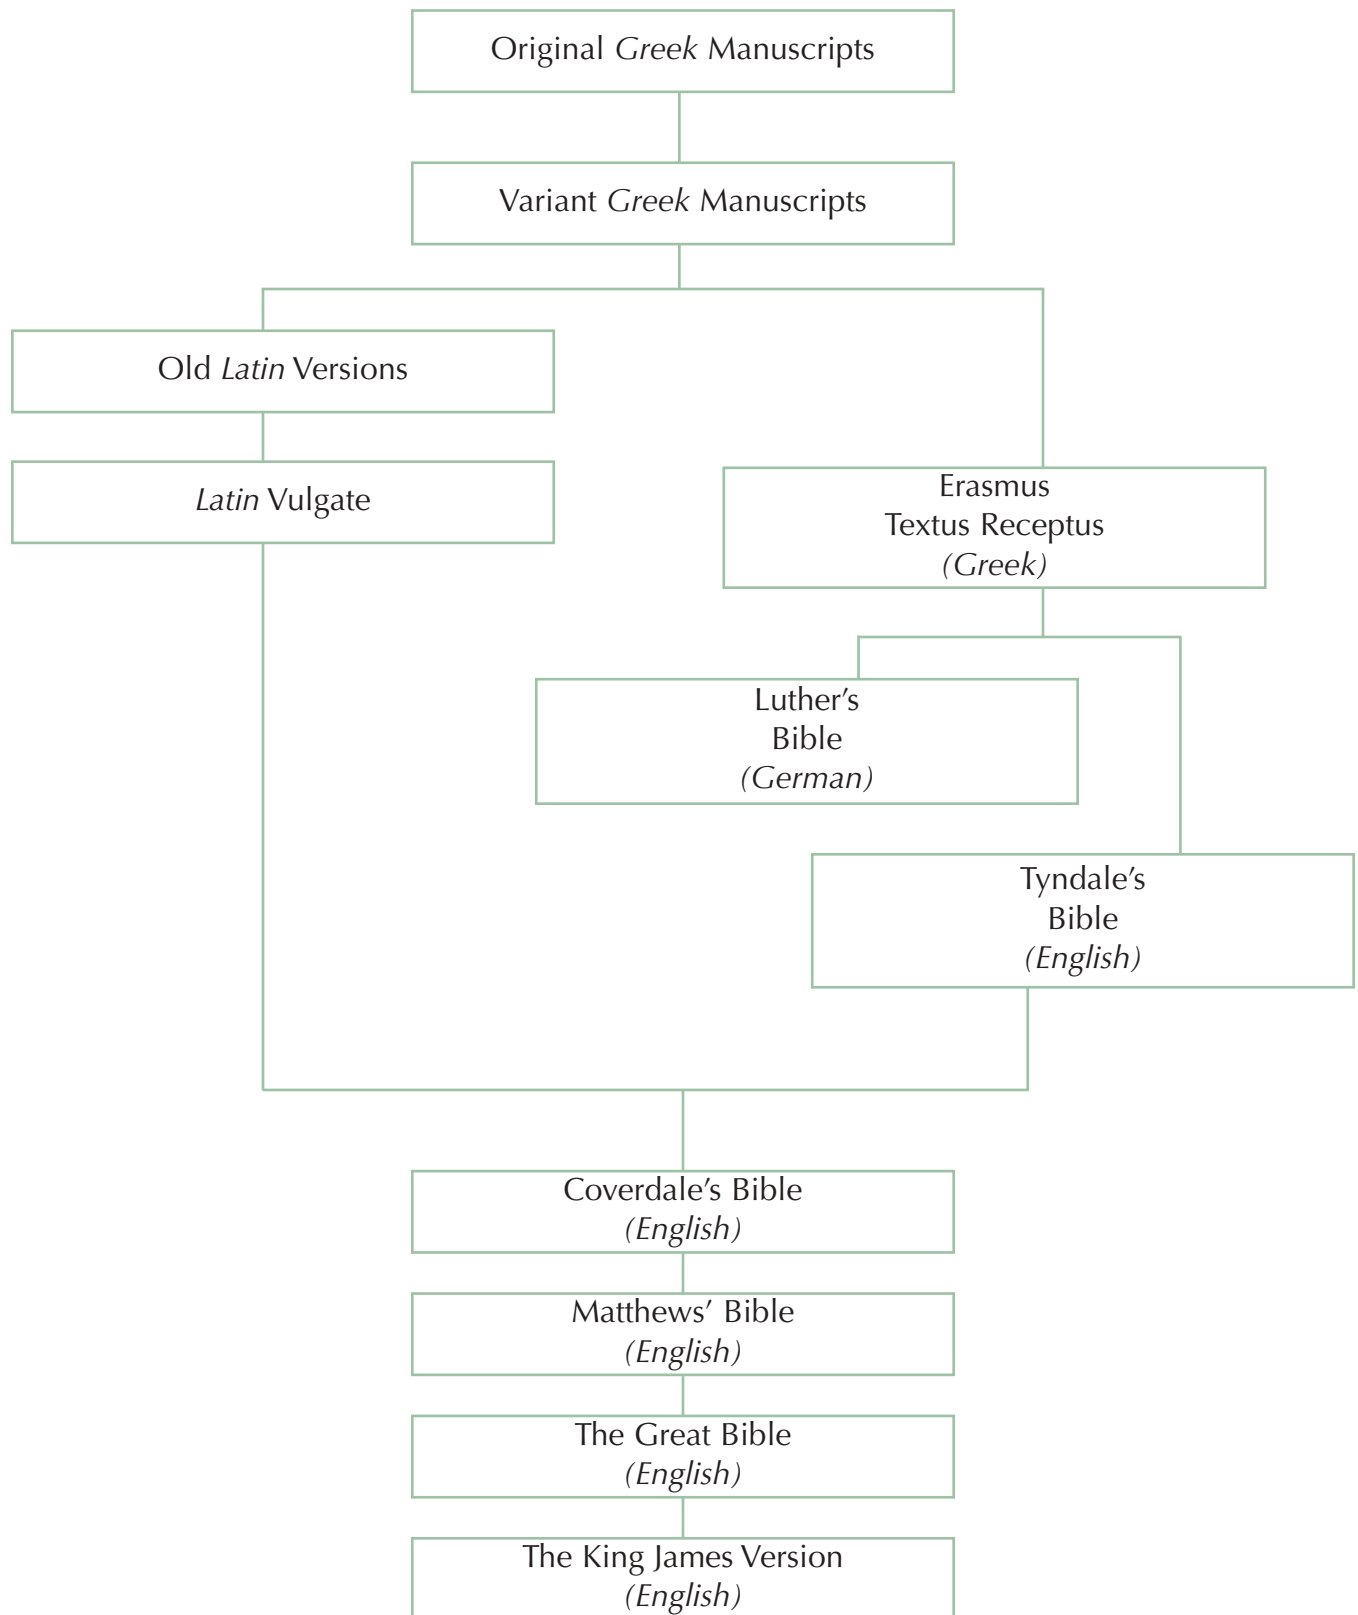 Original Greek Manuscripts
Variant Greek Manuscripts
Old Latin Versions
Latin Vulgate
Erasmus
Textus Receptus
(Greek)
Luther’s
Bible
(German)
Tyndale’s
Bible
(English)
Coverdale’s Bible
(English)
Matthews’ Bible
(English)
The Great Bible
(English)
The King James Version
(English)